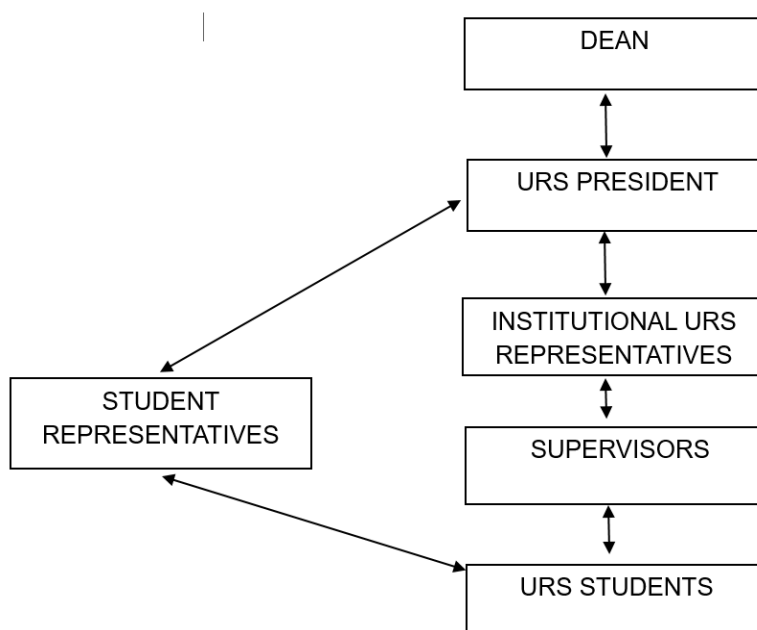 DEAN
URS PRESIDENT
INSTITUTIONAL URS
REPRESENTATIVES
STUDENT
REPRESENTATIVES
SUPERVISORS
URS STUDENTS